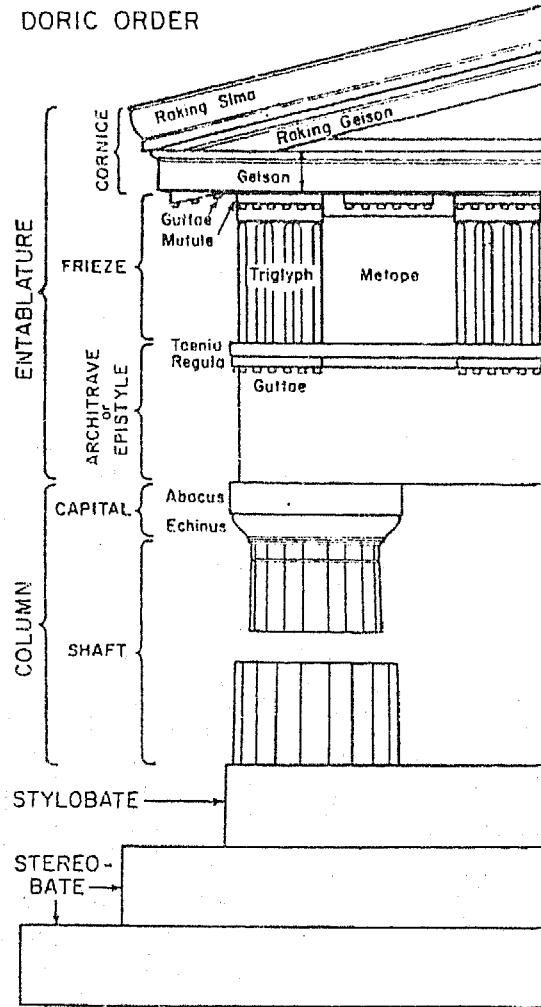 DORIC ORDER
Raking Sima
Raking Geison
CORNICE
Geison
Guttae
Mutule
ENTABLATURE
FRIEZE
Triglyph
Metope
Taenia
Regula
Guttae
ARCHITRAVE
or
EPISTYLE
CAPITAL
Abacus
Echinus
COLUMN
SHAFT
STYLOBATE
STEREO-
BATE